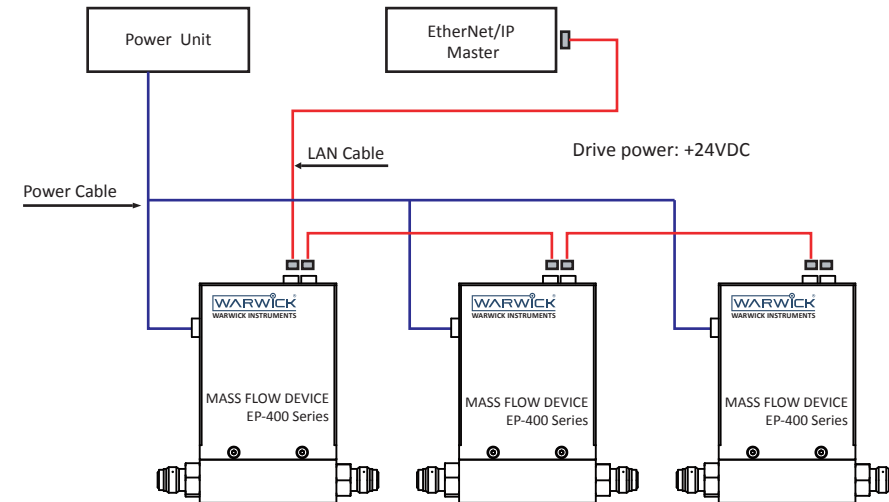 Power Unit
EtherNet/IP
Master
LAN Cable
Drive power: +24VDC
Power Cable
WARWICK
WARWICK INSTRUMENTS
MASS FLOW DEVICE
EP-400 Series
WARWICK
WARWICK INSTRUMENTS
MASS FLOW DEVICE
EP-400 Series
WARWICK
WARWICK INSTRUMENTS
MASS FLOW DEVICE
EP-400 Series